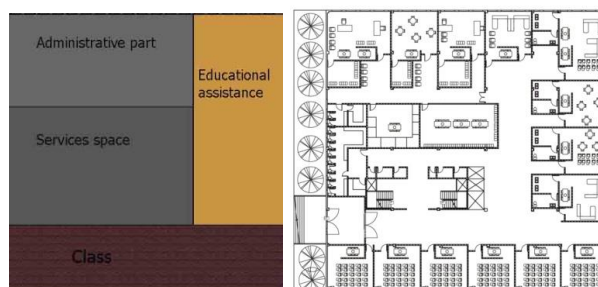 Administrative part
Educational
assistance
Services space
Class